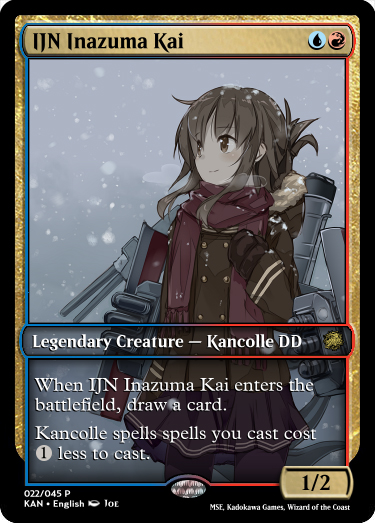 IJN Inazuma Kai
Legendary Creature — Kancolle DD
When IJN Inazuma Kai enters the
battlefield, draw a card.
Kancolle spells spells you cast cost
1 less to cast.
1/2
022/045 P
KAN • English JOE
MSE, Kadokawa Games, Wizard of the Coast